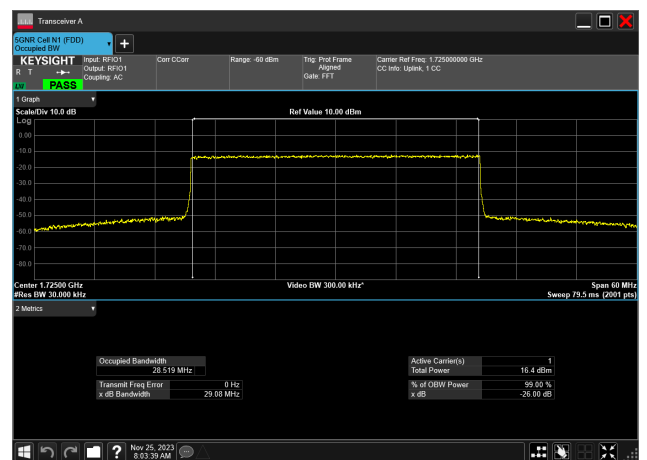 Transceiver A
5GNR Cell N1 (FDD)
Occupied BW
KEYSIGHT
R T
LV
PASS
Input: RFIO1
Output: RFIO1
Coupling: AC
Corr CCorr
Range: -60 dBm
Trig: Prot Frame
Aligned
Gate: FFT
Carrier Ref Freq: 1.725000000 GHz
CC Info: Uplink, 1 CC
1 Graph
Scale/Div 10.0 dB
Ref Value 10.00 dBm
Log
0.00
-10.0
-20.0
-30.0
-40.0
-50.0
-60.0
-70.0
-80.0
Center 1.72500 GHz
Video BW 300.00 kHz^
Span 60 MHz
#Res BW 30.000 kHz
Sweep 79.5 ms (2001 pts)
2 Metrics
Occupied Bandwidth
28.519 MHz
Transmit Freq Error 0 Hz
x dB Bandwidth 29.08 MHz
Active Carrier(s) 1
Total Power 16.4 dBm
% of OBW Power 99.00 %
x dB -26.00 dB
Nov 25, 2023
8:03:39 AM